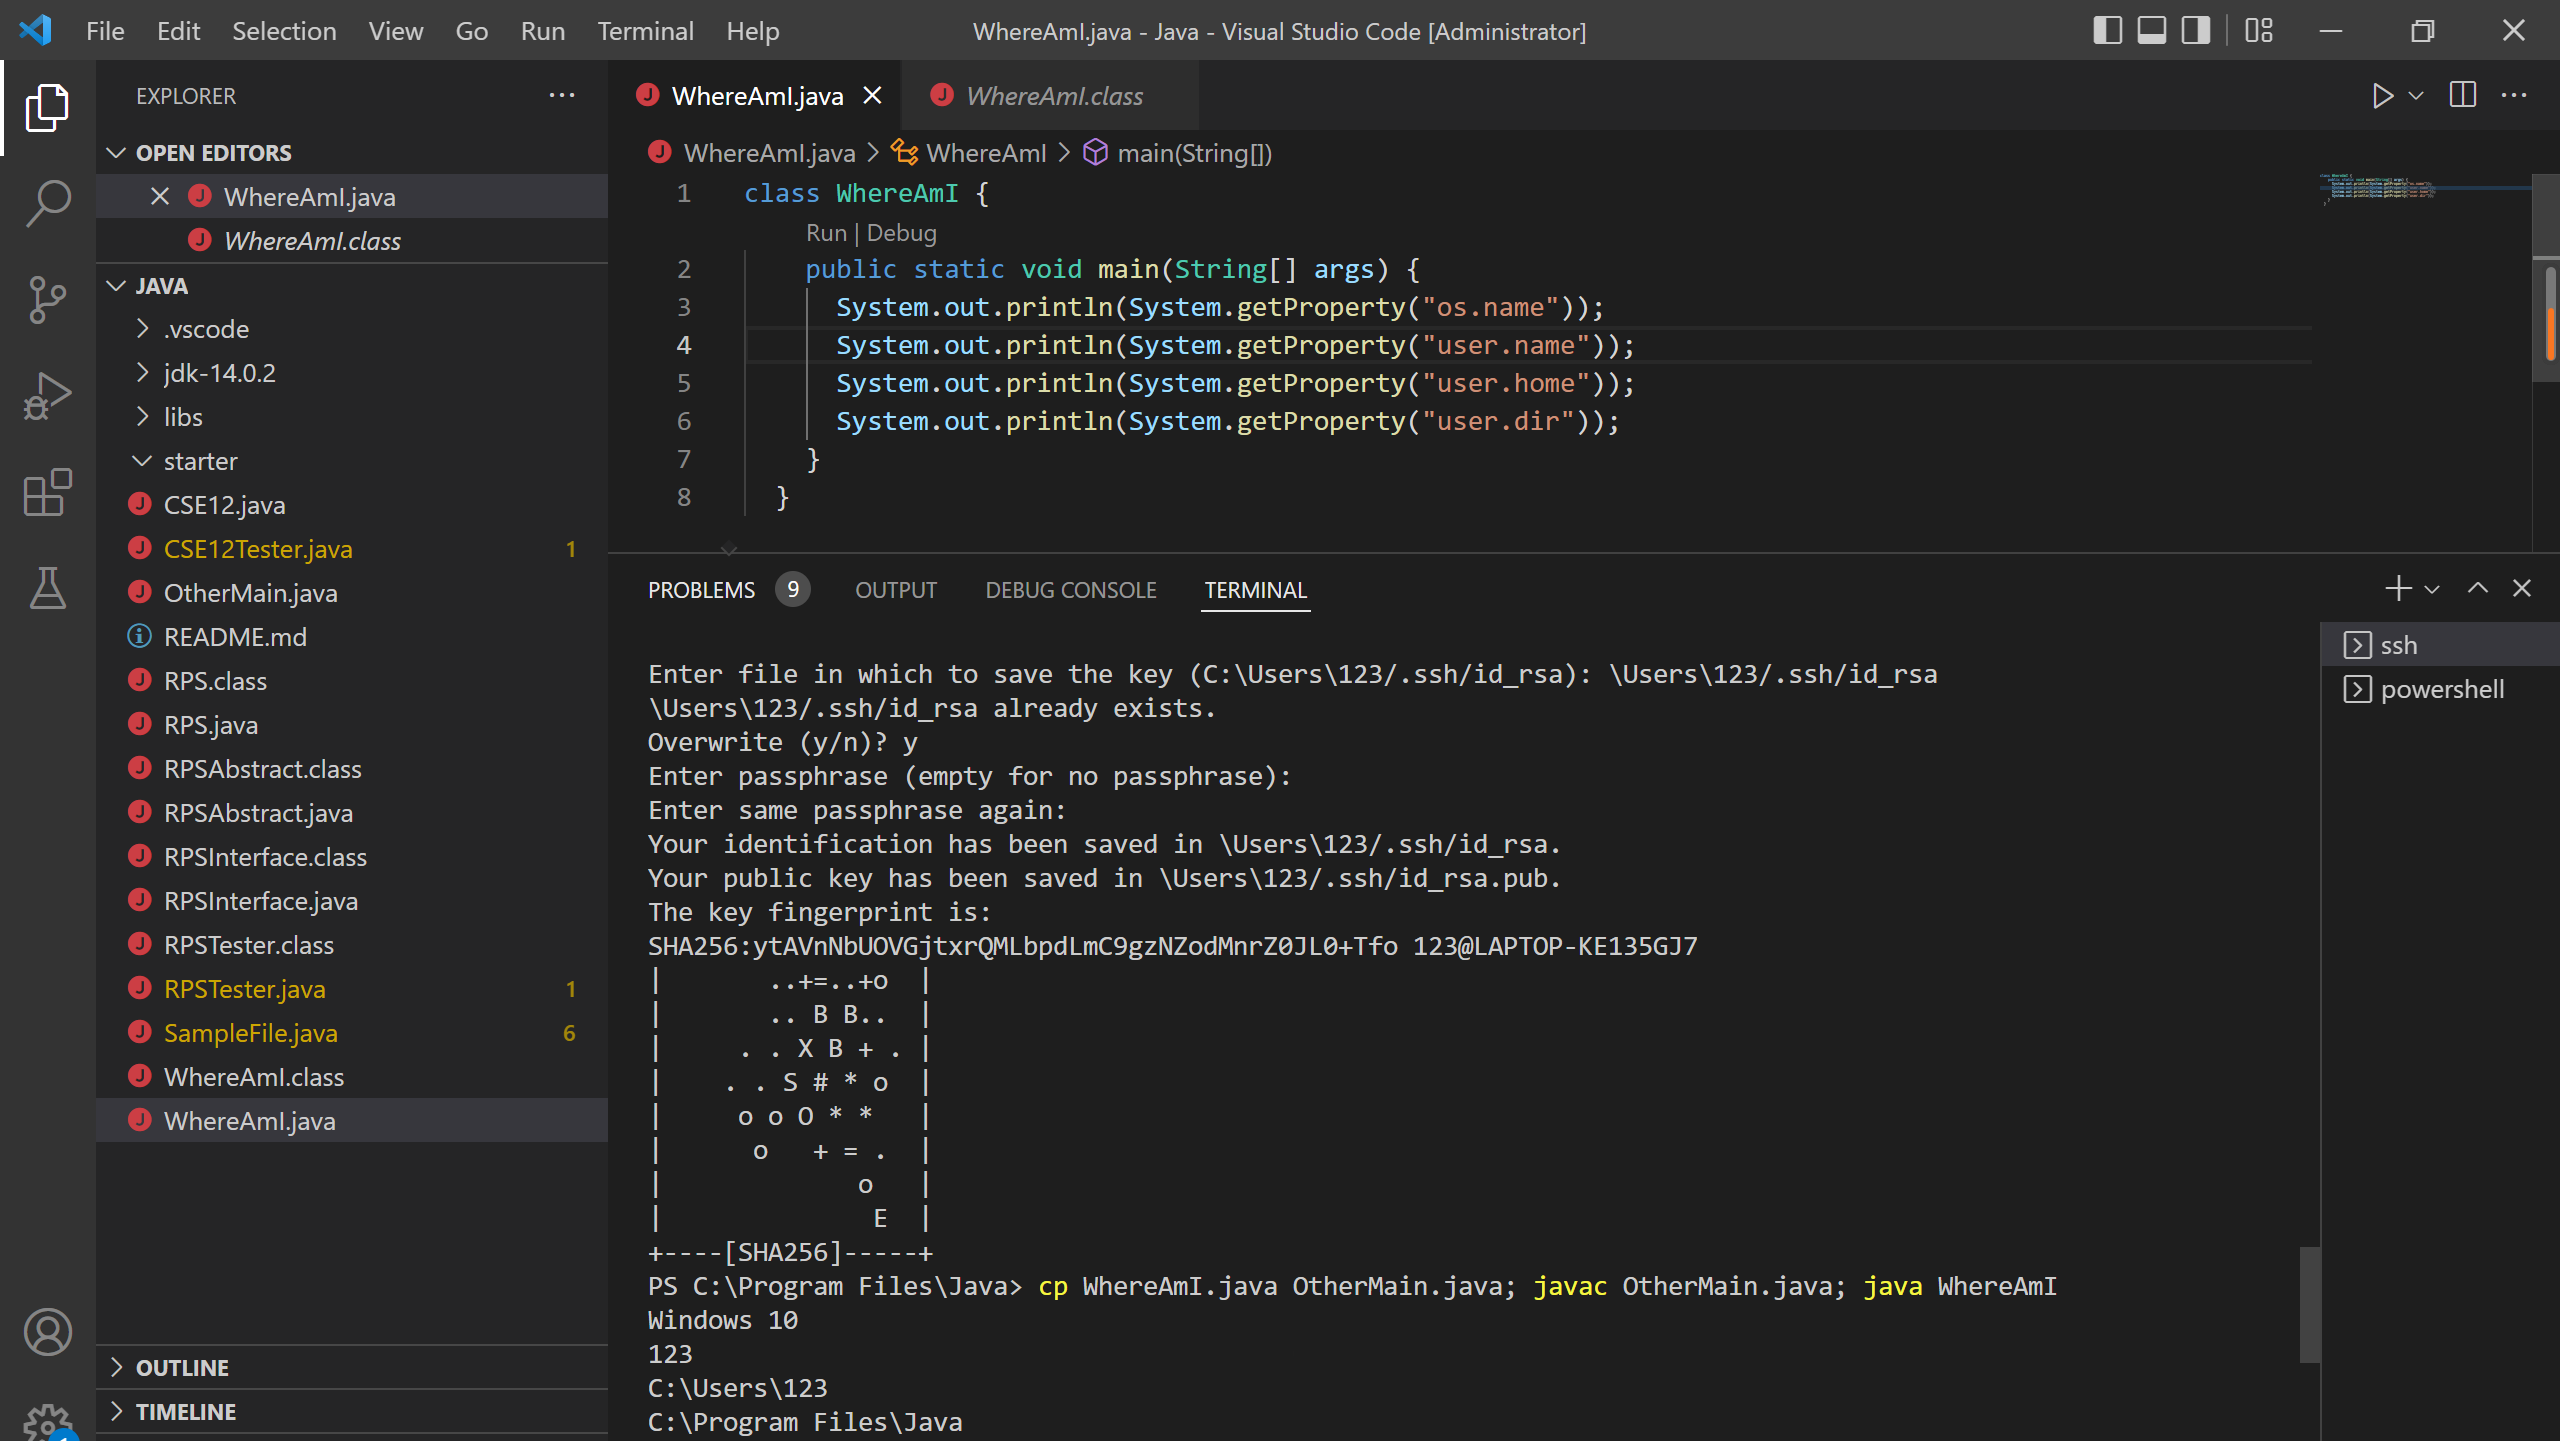 File Edit Selection View Go Run Terminal Help
WhereAmI.java - Java - Visual Studio Code [Administrator]
EXPLORER
OPEN EDITORS
WhereAmI.java
WhereAmI.class
JAVA
.vscode
jdk-14.0.2
libs
starter
CSE12.java
CSE12Tester.java 1
OtherMain.java
README.md
RPS.class
RPS.java
RPSAbstract.class
RPSAbstract.java
RPSInterface.class
RPSInterface.java
RPSTester.class
RPSTester.java 1
SampleFile.java 6
WhereAmI.class
WhereAmI.java
OUTLINE
TIMELINE
WhereAmI.java WhereAmI.class
WhereAmI.java > WhereAmI > main(String[])
1 class WhereAmI {
Run | Debug
2 public static void main(String[] args) {
3 System.out.println(System.getProperty("os.name"));
4 System.out.println(System.getProperty("user.name"));
5 System.out.println(System.getProperty("user.home"));
6 System.out.println(System.getProperty("user.dir"));
7 }
8 }
PROBLEMS 9 OUTPUT DEBUG CONSOLE TERMINAL
Enter file in which to save the key (C:\Users\123/.ssh/id_rsa): \Users\123/.ssh/id_rsa
\Users\123/.ssh/id_rsa already exists.
Overwrite (y/n)? y
Enter passphrase (empty for no passphrase):
Enter same passphrase again:
Your identification has been saved in \Users\123/.ssh/id_rsa.
Your public key has been saved in \Users\123/.ssh/id_rsa.pub.
The key fingerprint is:
SHA256:ytAVnNbUOVGjtxrQMLbpdLmC9gzNZodMnrZ0JL0+Tfo 123@LAPTOP-KE135GJ7
|       ..+=..+o  |
|       .. B B..  |
|     . . X B + . |
|    . . S # * o  |
|     o o O * *   |
|      o   + = .  |
|             o   |
|              E  |
+----[SHA256]-----+
PS C:\Program Files\Java> cp WhereAmI.java OtherMain.java; javac OtherMain.java; java WhereAmI
Windows 10
123
C:\Users\123
C:\Program Files\Java
ssh
powershell